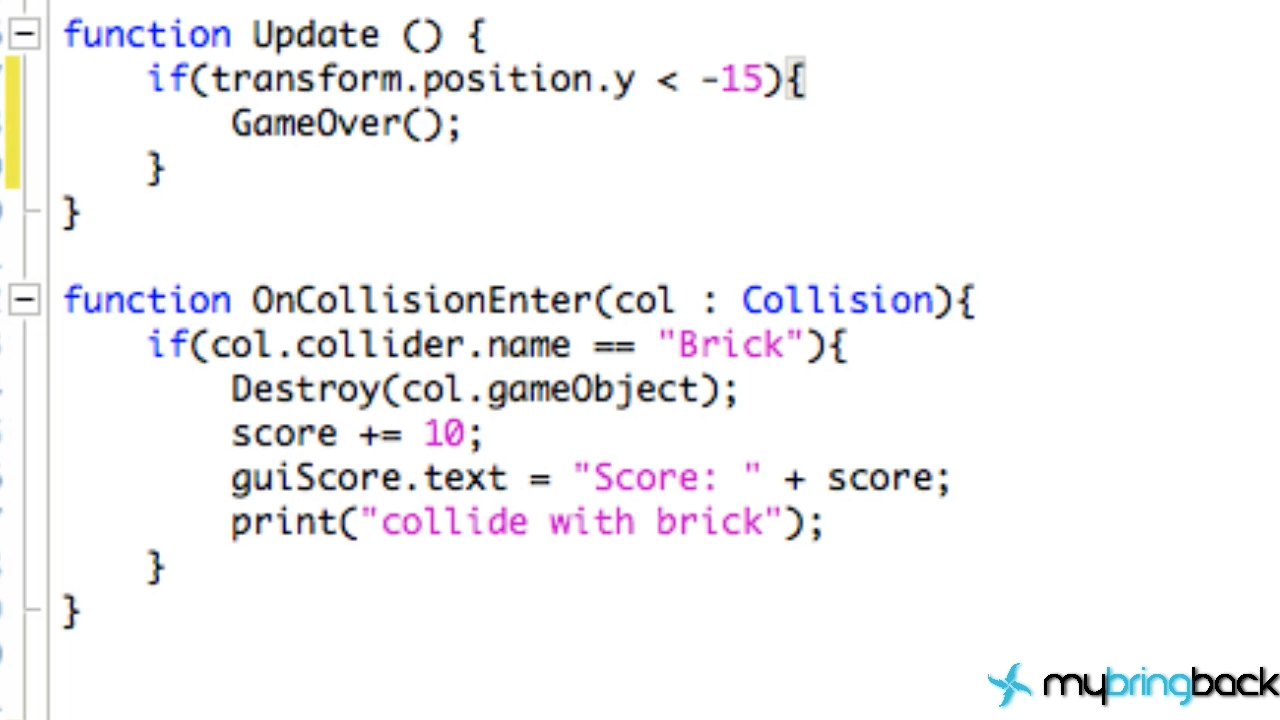 function Update () {
if(transform.position.y < -15){
GameOver();
}
}
function OnCollisionEnter(col : Collision){
if(col.collider.name == "Brick"){
Destroy(col.gameObject);
score += 10;
guiScore.text = "Score: " + score;
print("collide with brick");
}
}
mybringback